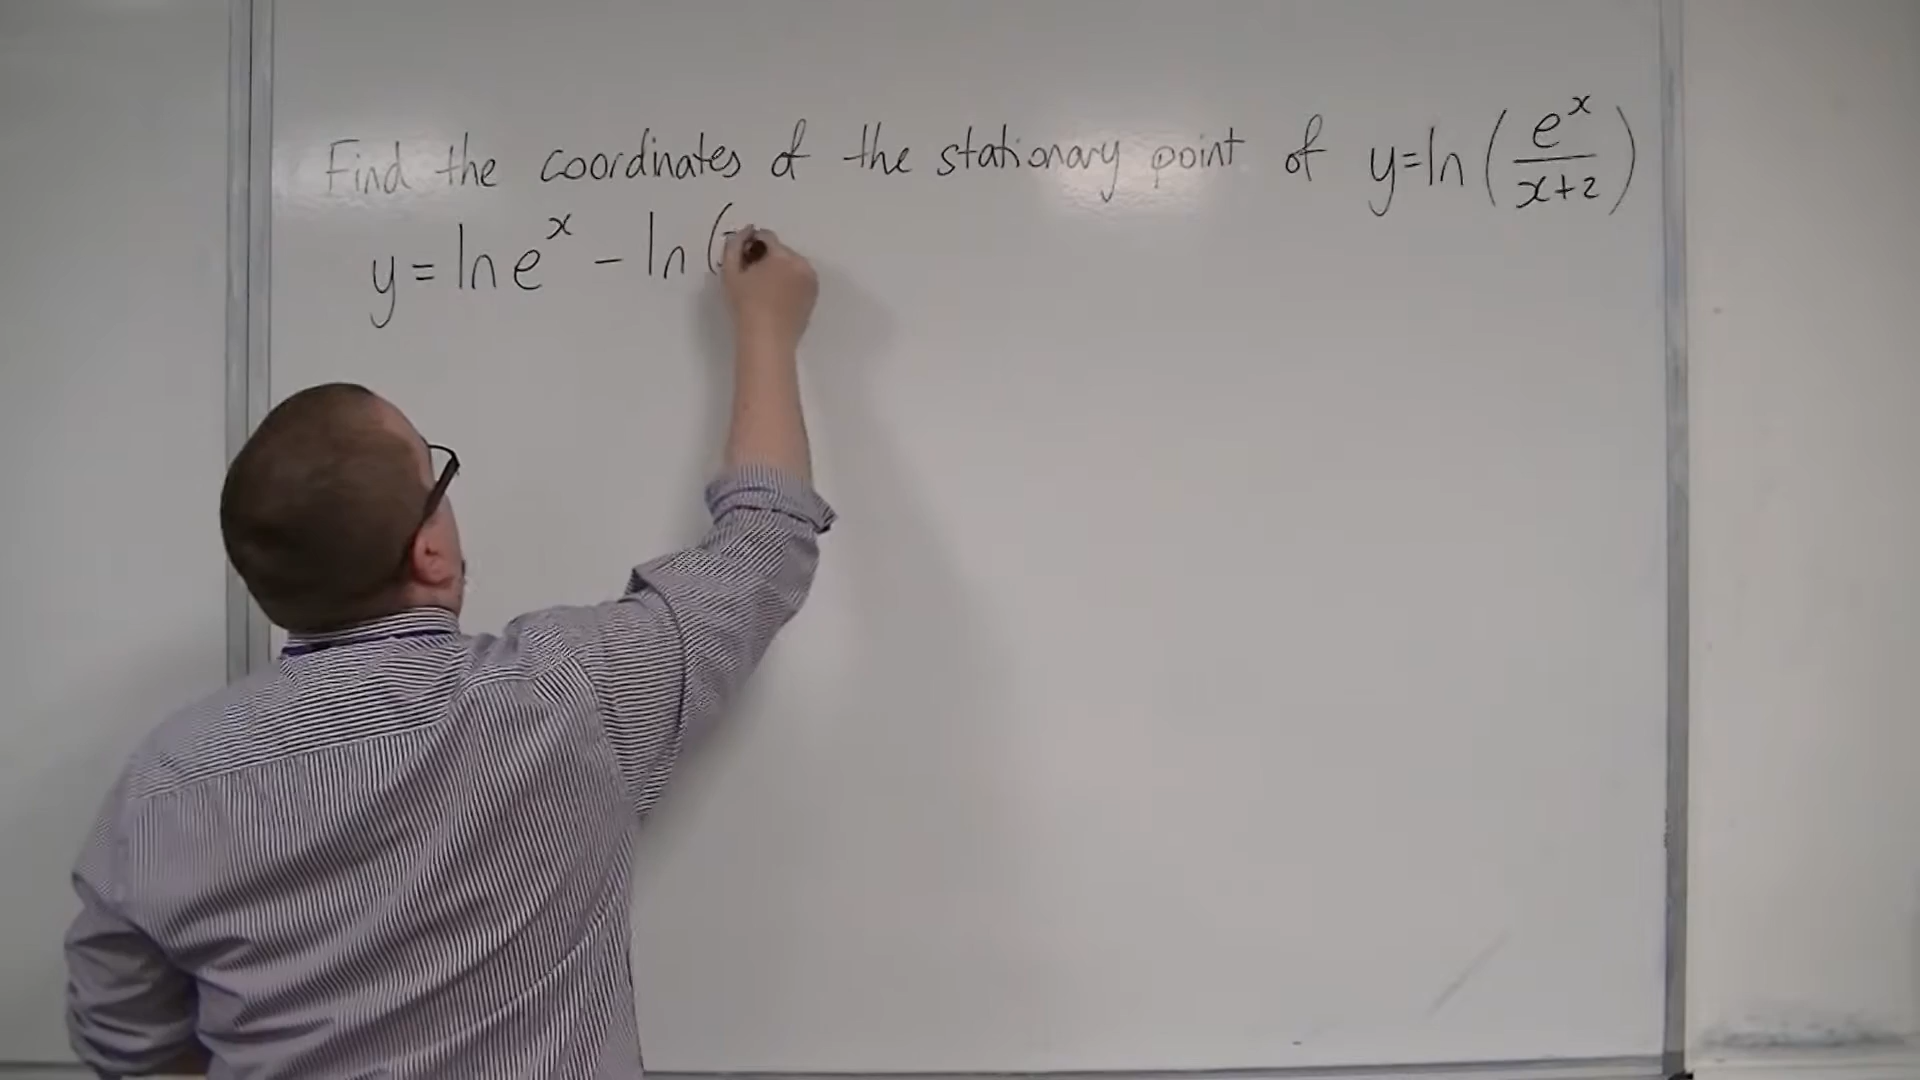 Find the coordinates of the stationary point of y=ln(e^x/(x+2))
y=ln e^x - ln(